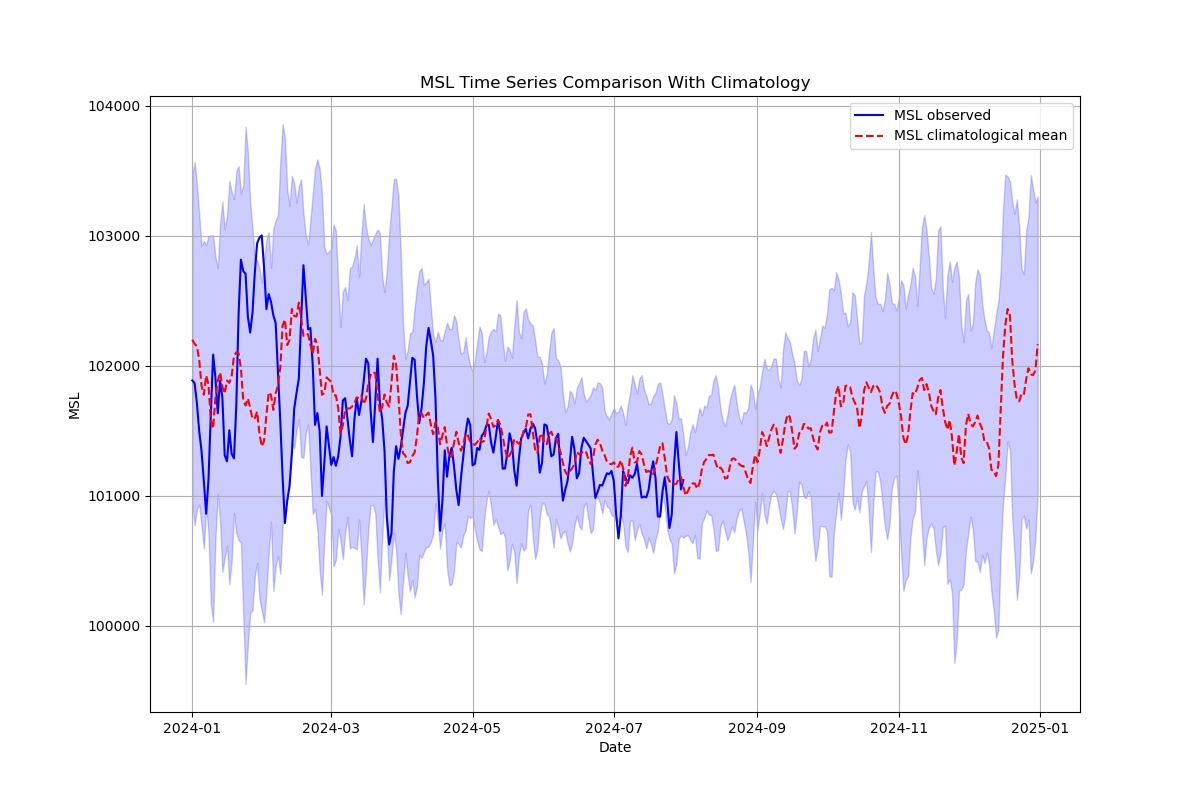 MSL Time Series Comparison With Climatology
104000
103000
102000
101000
100000
MSL
MSL observed
MSL climatological mean
2024-01
2024-03
2024-05
2024-07
2024-09
2024-11
2025-01
Date